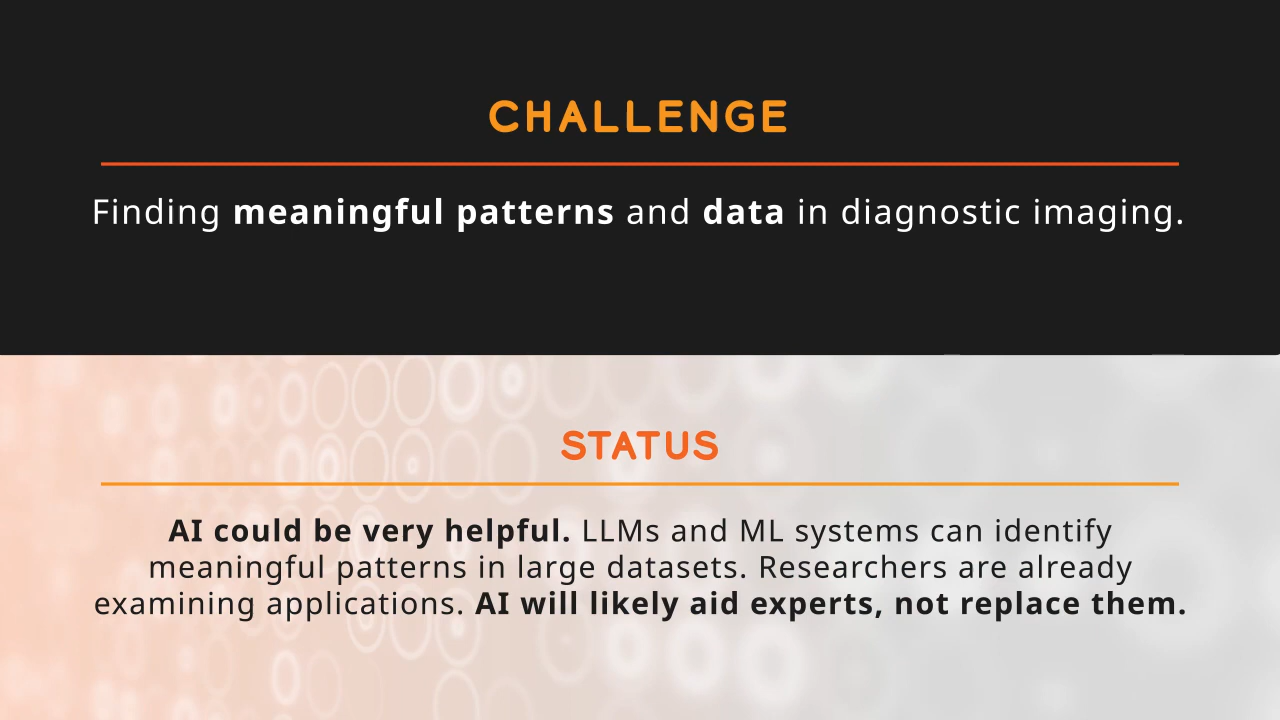 CHALLENGE
Finding meaningful patterns and data in diagnostic imaging.
STATUS
AI could be very helpful. LLMs and ML systems can identify
meaningful patterns in large datasets. Researchers are already
examining applications. AI will likely aid experts, not replace them.